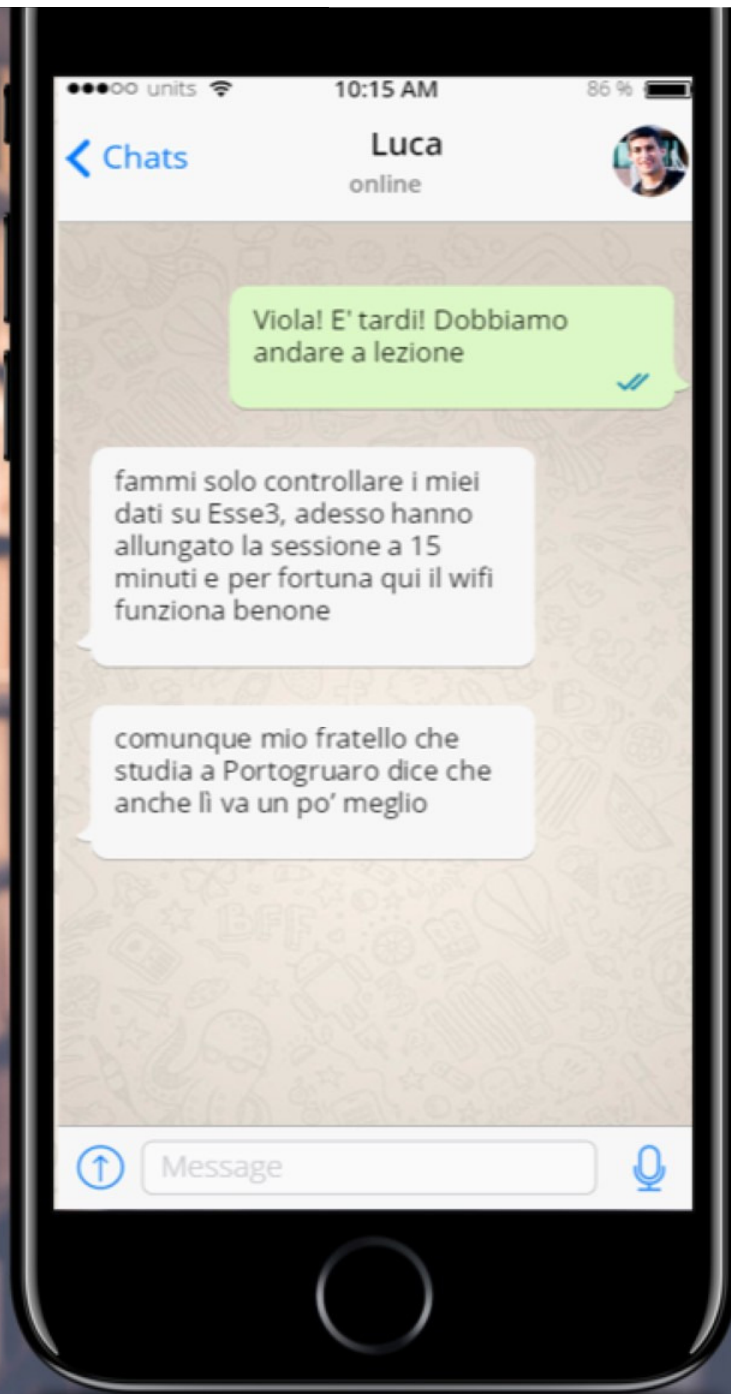 units
10:15 AM
86 %
Chats
Luca
online
Viola! E' tardi! Dobbiamo
andare a lezione
fammi solo controllare i miei
dati su Esse3, adesso hanno
allungato la sessione a 15
minuti e per fortuna qui il wifi
funziona benone
comunque mio fratello che
studia a Portogruaro dice che
anche lì va un po’ meglio
BFF
Message